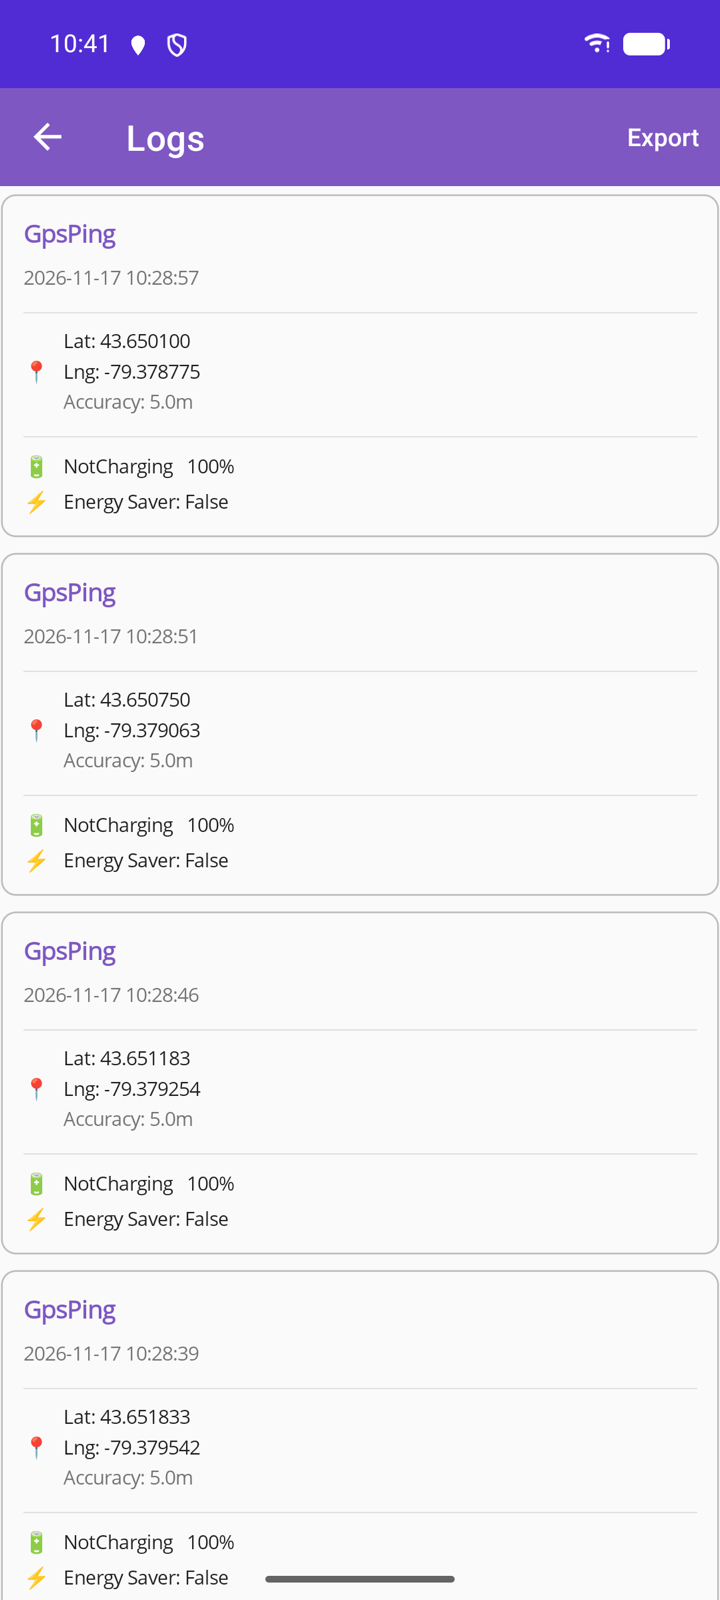 10:41
Logs
Export
GpsPing
2026-11-17 10:28:57
Lat: 43.650100
Lng: -79.378775
Accuracy: 5.0m
NotCharging 100%
Energy Saver: False
GpsPing
2026-11-17 10:28:51
Lat: 43.650750
Lng: -79.379063
Accuracy: 5.0m
NotCharging 100%
Energy Saver: False
GpsPing
2026-11-17 10:28:46
Lat: 43.651183
Lng: -79.379254
Accuracy: 5.0m
NotCharging 100%
Energy Saver: False
GpsPing
2026-11-17 10:28:39
Lat: 43.651833
Lng: -79.379542
Accuracy: 5.0m
NotCharging 100%
Energy Saver: False